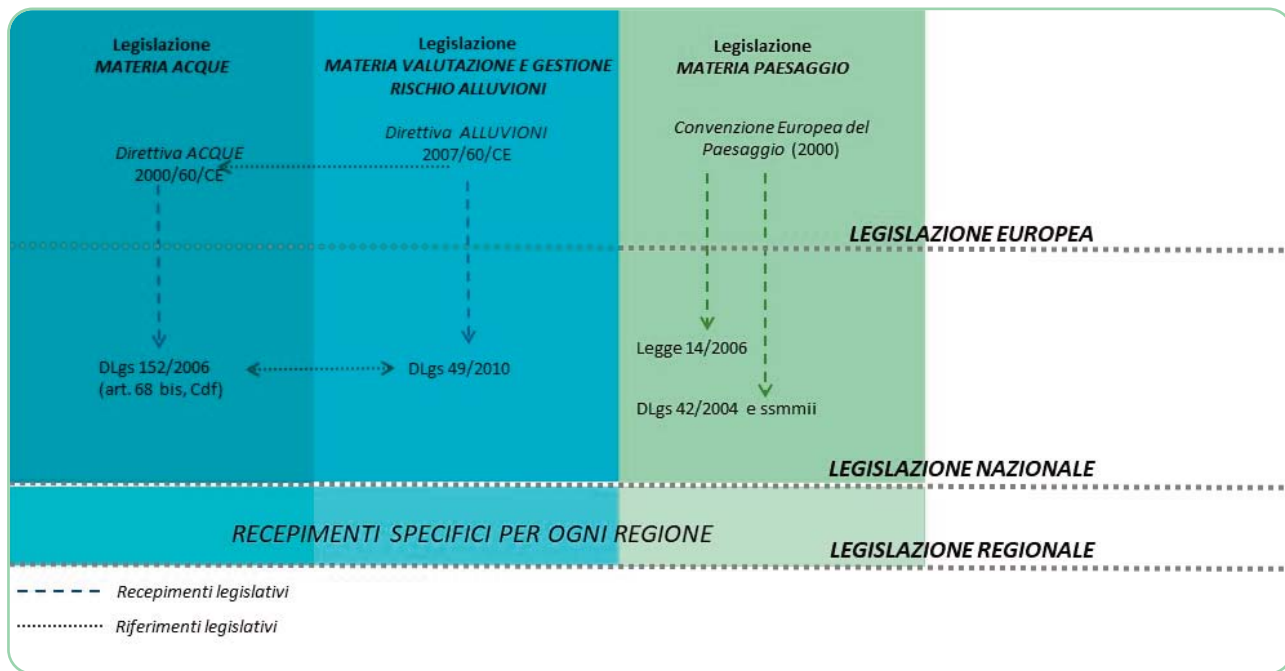 Legislazione
MATERIA ACQUE
Legislazione
MATERIA VALUTAZIONE E GESTIONE
RISCHIO ALLUVIONI
Legislazione
MATERIA PAESAGGIO
Direttiva ACQUE
2000/60/CE
Direttiva ALLUVIONI
2007/60/CE
Convenzione Europea del
Paesaggio (2000)
LEGISLAZIONE EUROPEA
DLgs 152/2006
(art. 68 bis, Cdf)
DLgs 49/2010
Legge 14/2006
DLgs 42/2004 e ssmmii
LEGISLAZIONE NAZIONALE
RECEPIMENTI SPECIFICI PER OGNI REGIONE
LEGISLAZIONE REGIONALE
Recepimenti legislativi
Riferimenti legislativi